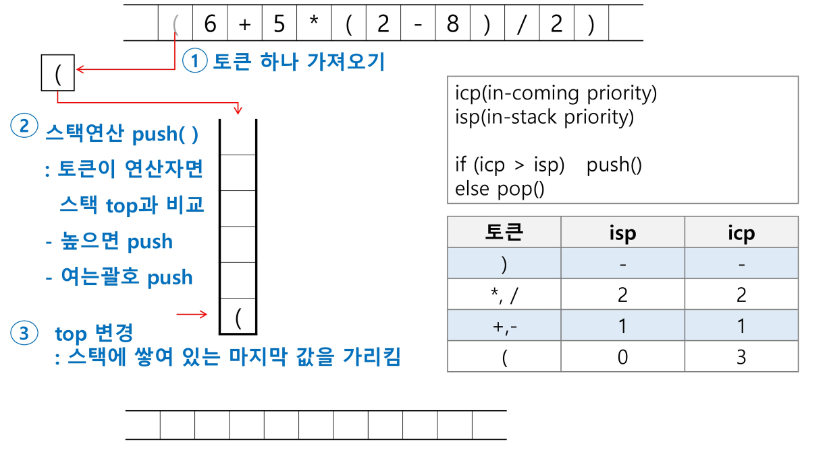 ( 6 + 5 * ( 2 - 8 ) / 2 )
① 토큰 하나 가져오기
(
② 스택연산 push( )
: 토큰이 연산자면
스택 top과 비교
- 높으면 push
- 여는괄호 push
(
③ top 변경
: 스택에 쌓여 있는 마지막 값을 가리킴
icp(in-coming priority)
isp(in-stack priority)
if (icp > isp) push()
else pop()
토큰 isp icp
) - -
*, / 2 2
+,- 1 1
( 0 3